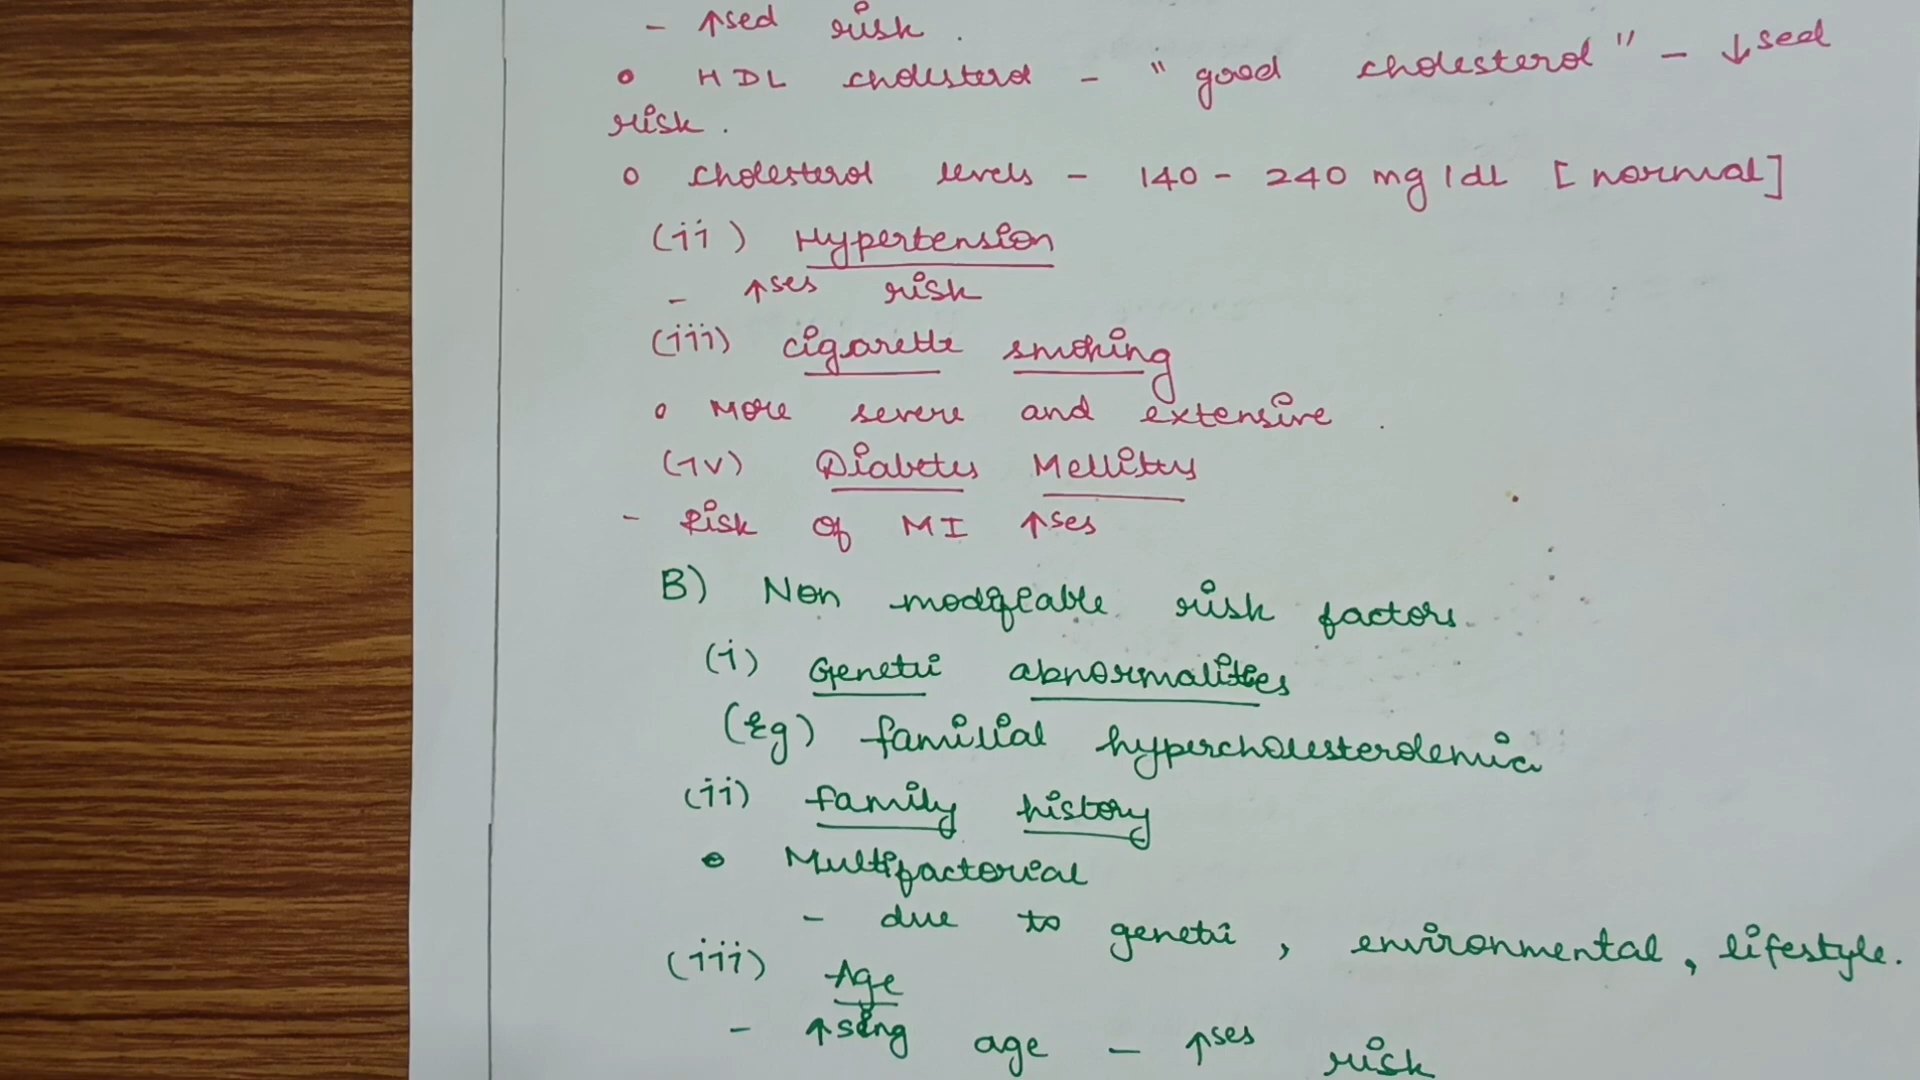 - ↑sed risk.
• HDL cholesterol - "good cholesterol" - ↓sed
risk.
• cholesterol levels - 140 - 240 mg/dL [normal]
(ii) Hypertension
- ↑ses risk
(iii) cigarette smoking
• More severe and extensive.
(iv) Diabetes Mellitus
- Risk of MI ↑ses
B) Non modifiable risk factors
(i) Genetic abnormalities
(Eg) familial hypercholesterolemia
(ii) family history
• Multifactorial
- due to genetic, environmental, lifestyle.
(iii) Age
- ↑sing age - ↑ses risk